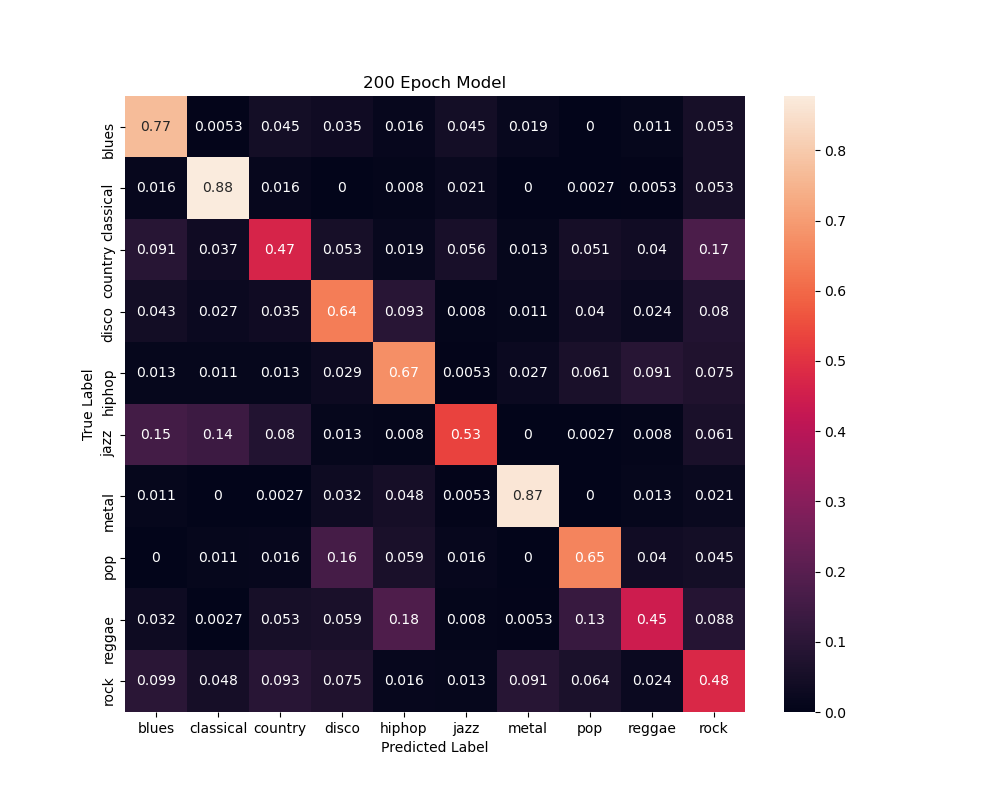 200 Epoch Model
blues 0.77 0.0053 0.045 0.035 0.016 0.045 0.019 0 0.011 0.053
classical 0.016 0.88 0.016 0 0.008 0.021 0 0.0027 0.0053 0.053
country 0.091 0.037 0.47 0.053 0.019 0.056 0.013 0.051 0.04 0.17
disco 0.043 0.027 0.035 0.64 0.093 0.008 0.011 0.04 0.024 0.08
hiphop 0.013 0.011 0.013 0.029 0.67 0.0053 0.027 0.061 0.091 0.075
jazz 0.15 0.14 0.08 0.013 0.008 0.53 0 0.0027 0.008 0.061
metal 0.011 0 0.0027 0.032 0.048 0.0053 0.87 0 0.013 0.021
pop 0 0.011 0.016 0.16 0.059 0.016 0 0.65 0.04 0.045
reggae 0.032 0.0027 0.053 0.059 0.18 0.008 0.0053 0.13 0.45 0.088
rock 0.099 0.048 0.093 0.075 0.016 0.013 0.091 0.064 0.024 0.48
blues classical country disco hiphop jazz metal pop reggae rock
Predicted Label
True Label
0.8
0.7
0.6
0.5
0.4
0.3
0.2
0.1
0.0